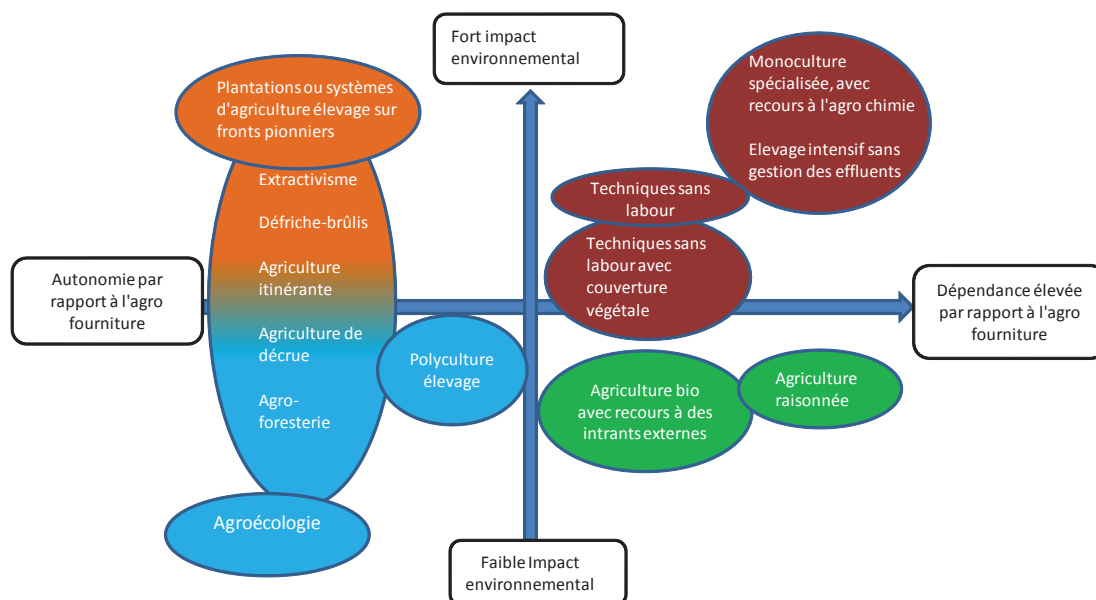 Fort impact
environnemental
Monoculture
spécialisée, avec
recours à l'agro chimie
Elevage intensif sans
gestion des effluents
Plantations ou systèmes
d'agriculture élevage sur
fronts pionniers
Extractivisme
Défriche-brûlis
Agriculture
itinérante
Agriculture de
décrue
Agro-
foresterie
Techniques sans
labour
Techniques sans
labour avec
couverture
végétale
Autonomie par
rapport à l'agro
fourniture
Dépendance élevée
par rapport à l'agro
fourniture
Polyculture
élevage
Agriculture bio
avec recours à des
intrants externes
Agriculture
raisonnée
Agroécologie
Faible Impact
environnemental